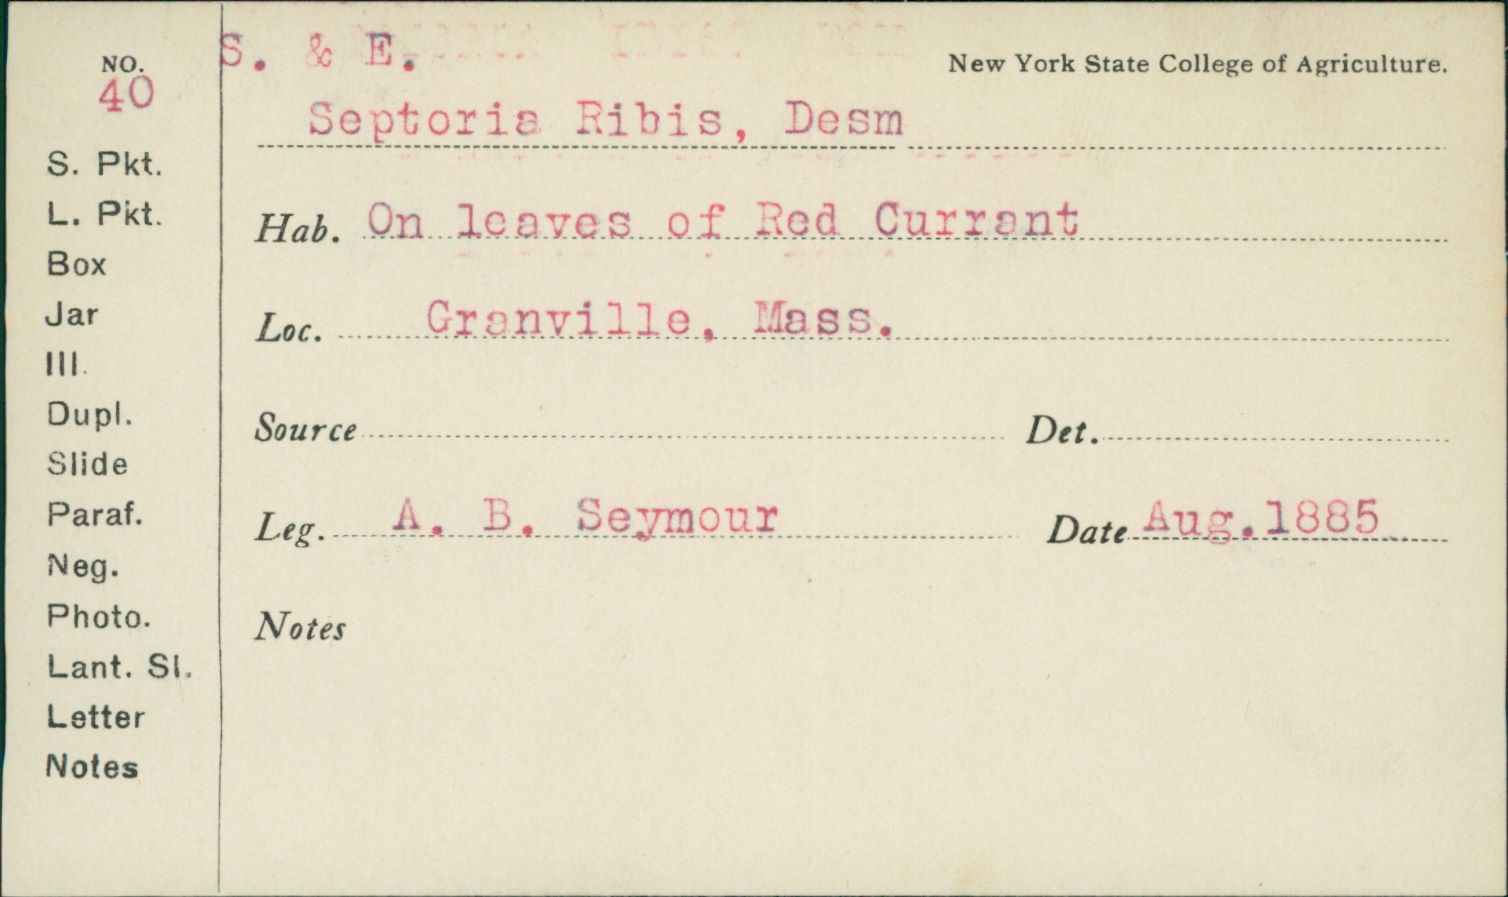 NO.
40
S. Pkt.
L. Pkt.
Box
Jar
Ill.
Dupl.
Slide
Paraf.
Neg.
Photo.
Lant. Sl.
Letter
Notes
S. & E.
New York State College of Agriculture.
Septoria Ribis, Desm
Hab. On leaves of Red Currant
Loc. Granville, Mass.
Source Det.
Leg. A. B. Seymour Date Aug.1885
Notes